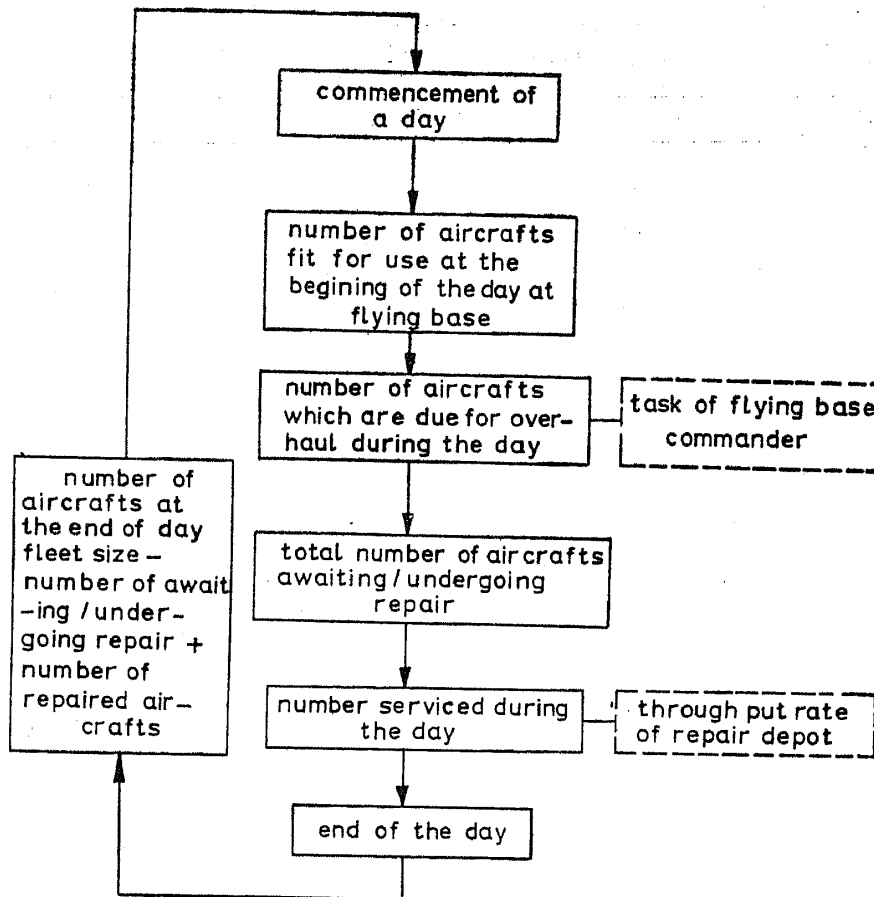 commencement of
a day
number of aircrafts
fit for use at the
begining of the day at
flying base
number of aircrafts
which are due for over-
haul during the day
task of flying base
commander
number of
aircrafts at
the end of day
fleet size -
number of await
-ing / under-
going repair +
number of
repaired air-
crafts
total number of aircrafts
awaiting / undergoing
repair
number serviced during
the day
through put rate
of repair depot
end of the day